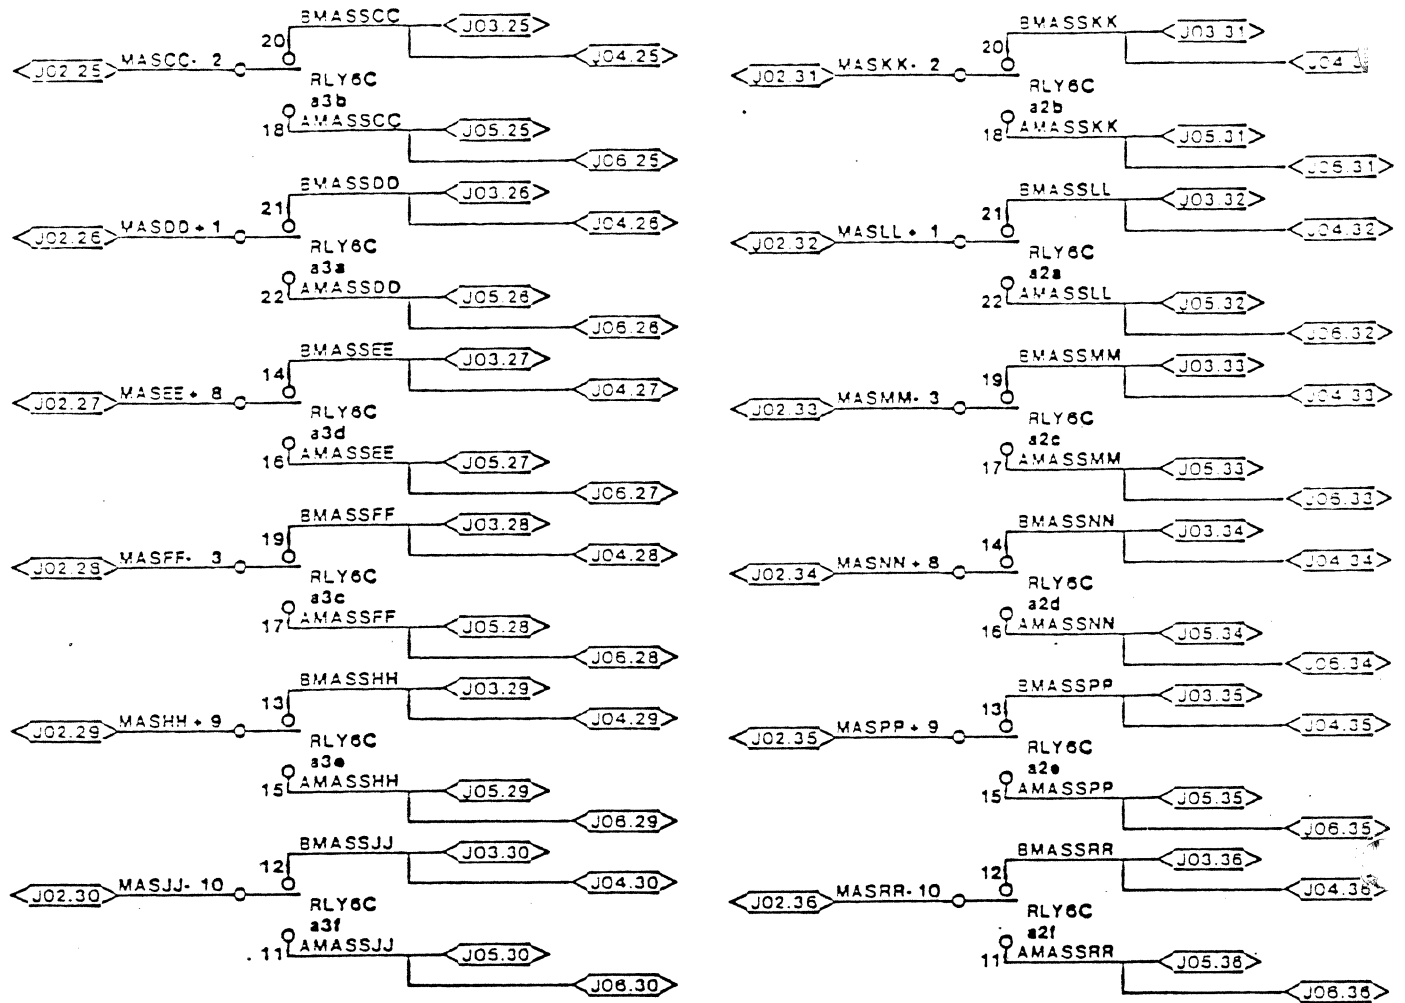 BMASSCC
J03.25
20
J04.25
J02.25
MASCC- 2
RLY6C
a3b
18
AMASSCC
J05.25
J06.25
BMASSDD
J03.26
21
J04.26
J02.26
MASDD+ 1
RLY6C
a3a
22
AMASSDD
J05.26
J06.26
BMASSEE
J03.27
14
J04.27
J02.27
MASEE+ 8
RLY6C
a3d
16
AMASSEE
J05.27
J06.27
BMASSFF
J03.28
19
J04.28
J02.28
MASFF- 3
RLY6C
a3c
17
AMASSFF
J05.28
J06.28
BMASSHH
J03.29
13
J04.29
J02.29
MASHH+ 9
RLY6C
a3e
15
AMASSHH
J05.29
J06.29
BMASSJJ
J03.30
12
J04.30
J02.30
MASJJ- 10
RLY6C
a3f
11
AMASSJJ
J05.30
J06.30
BMASSKK
J03.31
20
J02.31
MASKK- 2
RLY6C
a2b
18
AMASSKK
J05.31
J06.31
BMASSLL
J03.32
21
J04.32
J02.32
MASLL+ 1
RLY6C
a2a
22
AMASSLL
J05.32
J06.32
BMASSMM
J03.33
19
J04.33
J02.33
MASMM- 3
RLY6C
a2c
17
AMASSMM
J05.33
J06.33
BMASSNN
J03.34
14
J04.34
J02.34
MASNN+ 8
RLY6C
a2d
16
AMASSNN
J05.34
J06.34
BMASSPP
J03.35
13
J04.35
J02.35
MASPP+ 9
RLY6C
a2e
15
AMASSPP
J05.35
J06.35
BMASSRR
J03.36
12
J04.36
J02.36
MASRR- 10
RLY6C
a2f
11
AMASSRR
J05.36
J06.36